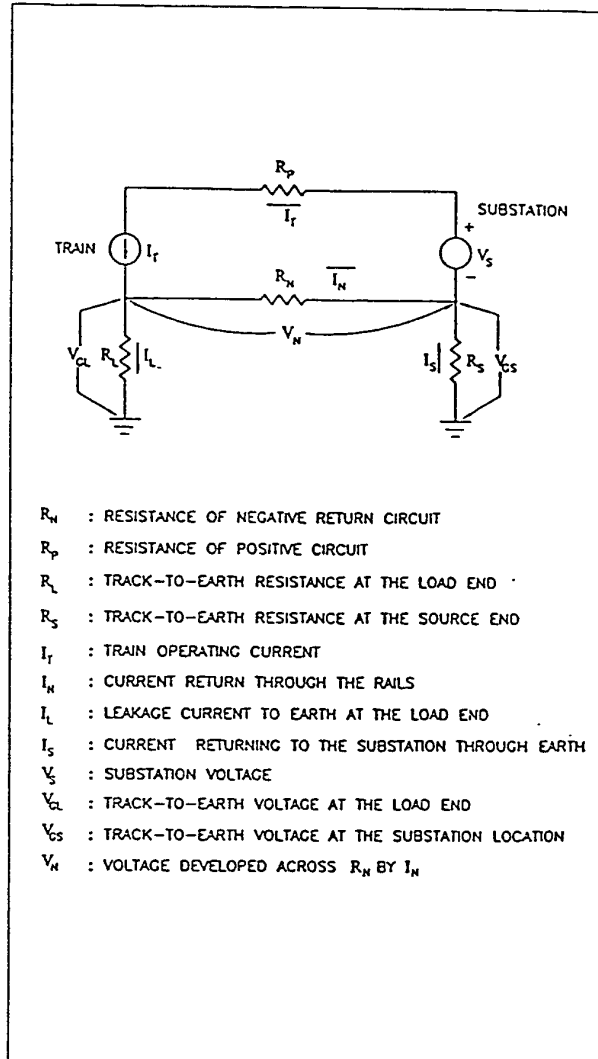 R_P
I_T
SUBSTATION
+
TRAIN
I_T
V_S
−
R_N
I_N
V_N
V_GL
R_L
I_L
I_S
R_S
V_GS
R_N : RESISTANCE OF NEGATIVE RETURN CIRCUIT
R_P : RESISTANCE OF POSITIVE CIRCUIT
R_L : TRACK-TO-EARTH RESISTANCE AT THE LOAD END
R_S : TRACK-TO-EARTH RESISTANCE AT THE SOURCE END
I_T : TRAIN OPERATING CURRENT
I_N : CURRENT RETURN THROUGH THE RAILS
I_L : LEAKAGE CURRENT TO EARTH AT THE LOAD END
I_S : CURRENT RETURNING TO THE SUBSTATION THROUGH EARTH
V_S : SUBSTATION VOLTAGE
V_GL : TRACK-TO-EARTH VOLTAGE AT THE LOAD END
V_GS : TRACK-TO-EARTH VOLTAGE AT THE SUBSTATION LOCATION
V_N : VOLTAGE DEVELOPED ACROSS R_N BY I_N